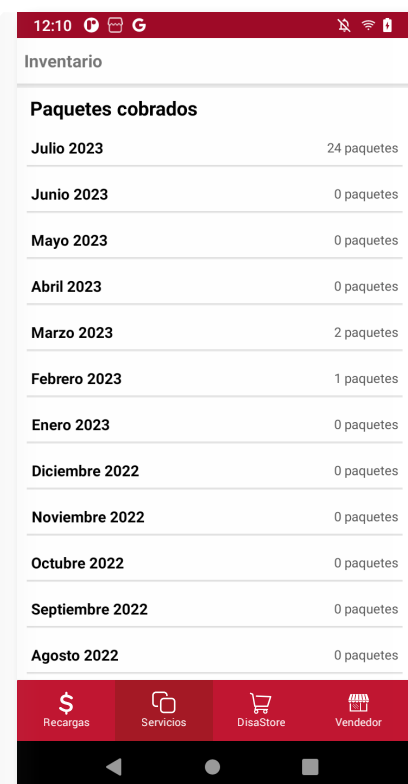 12:10
Inventario
Paquetes cobrados
Julio 2023 24 paquetes
Junio 2023 0 paquetes
Mayo 2023 0 paquetes
Abril 2023 0 paquetes
Marzo 2023 2 paquetes
Febrero 2023 1 paquetes
Enero 2023 0 paquetes
Diciembre 2022 0 paquetes
Noviembre 2022 0 paquetes
Octubre 2022 0 paquetes
Septiembre 2022 0 paquetes
Agosto 2022 0 paquetes
Recargas Servicios DisaStore Vendedor